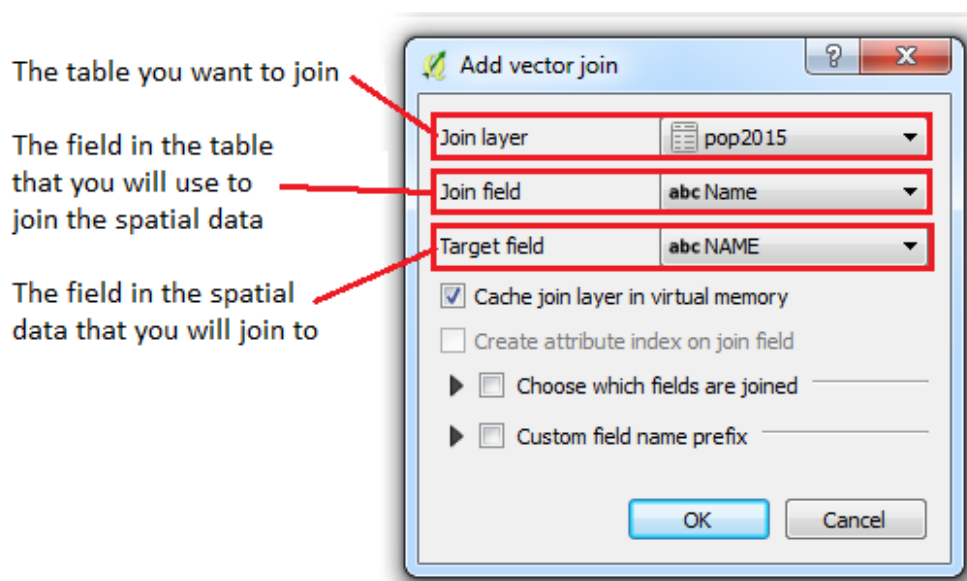 The table you want to join
The field in the table
that you will use to
join the spatial data
The field in the spatial
data that you will join to
Add vector join
?
Join layer
pop2015
Join field
abc Name
Target field
abc NAME
Cache join layer in virtual memory
Create attribute index on join field
Choose which fields are joined
Custom field name prefix
OK
Cancel